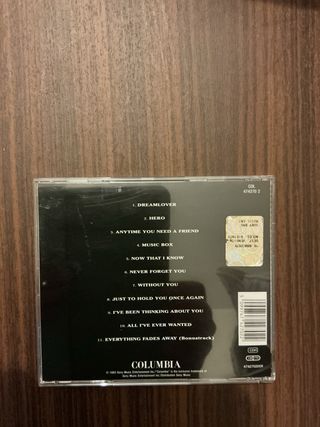 COL
474270 2
1. DREAMLOVER
2. HERO
3. ANYTIME YOU NEED A FRIEND
4. MUSIC BOX
5. NOW THAT I KNOW
6. NEVER FORGET YOU
7. WITHOUT YOU
8. JUST TO HOLD YOU ONCE AGAIN
9. I'VE BEEN THINKING ABOUT YOU
10. ALL I'VE EVER WANTED
11. EVERYTHING FADES AWAY (Bonustrack)
COLUMBIA